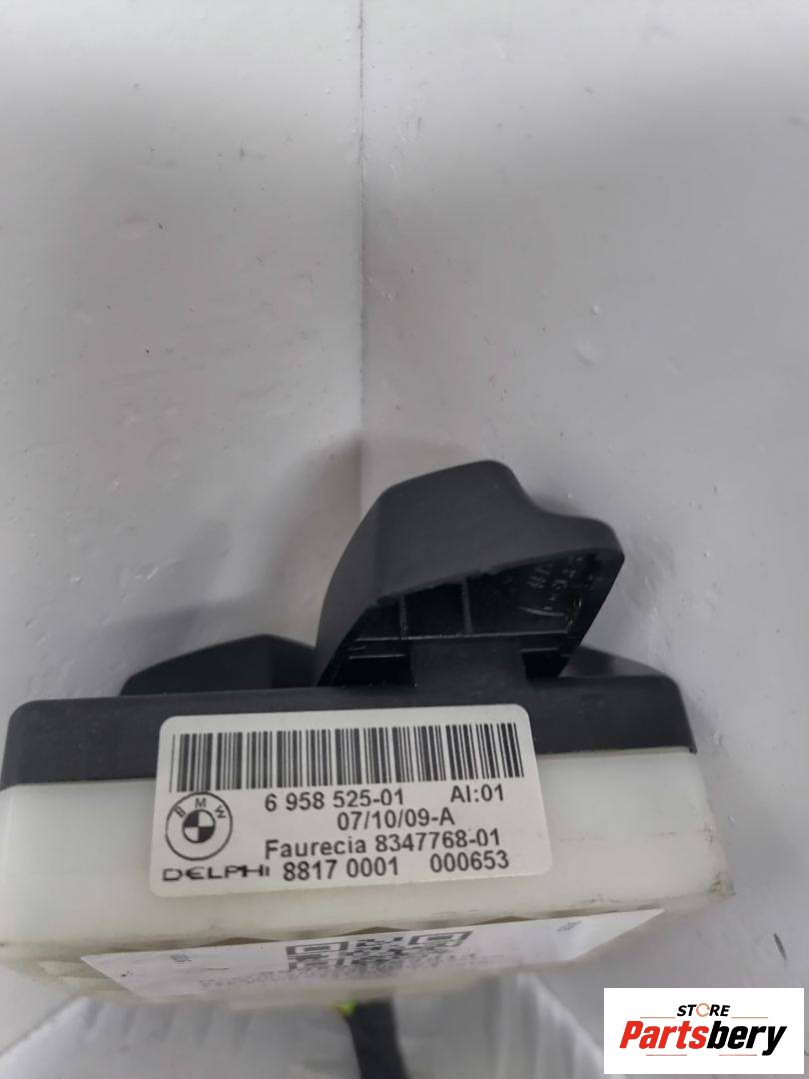 6 958 525-01 AI:01
BMW
07/10/09-A
Faurecia 8347768-01
DELPHI 8817 0001 000653
STORE
Partsbery